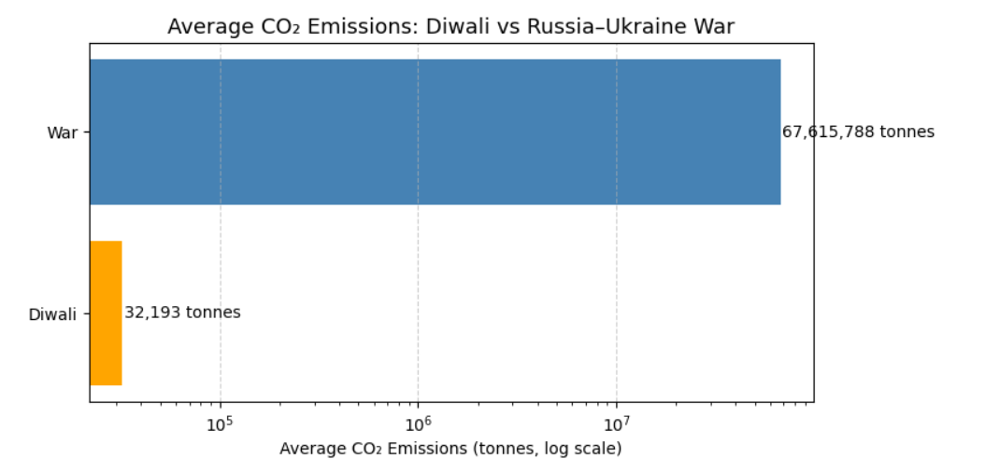 Average CO₂ Emissions: Diwali vs Russia–Ukraine War
War
67,615,788 tonnes
Diwali
32,193 tonnes
10⁵
10⁶
10⁷
Average CO₂ Emissions (tonnes, log scale)